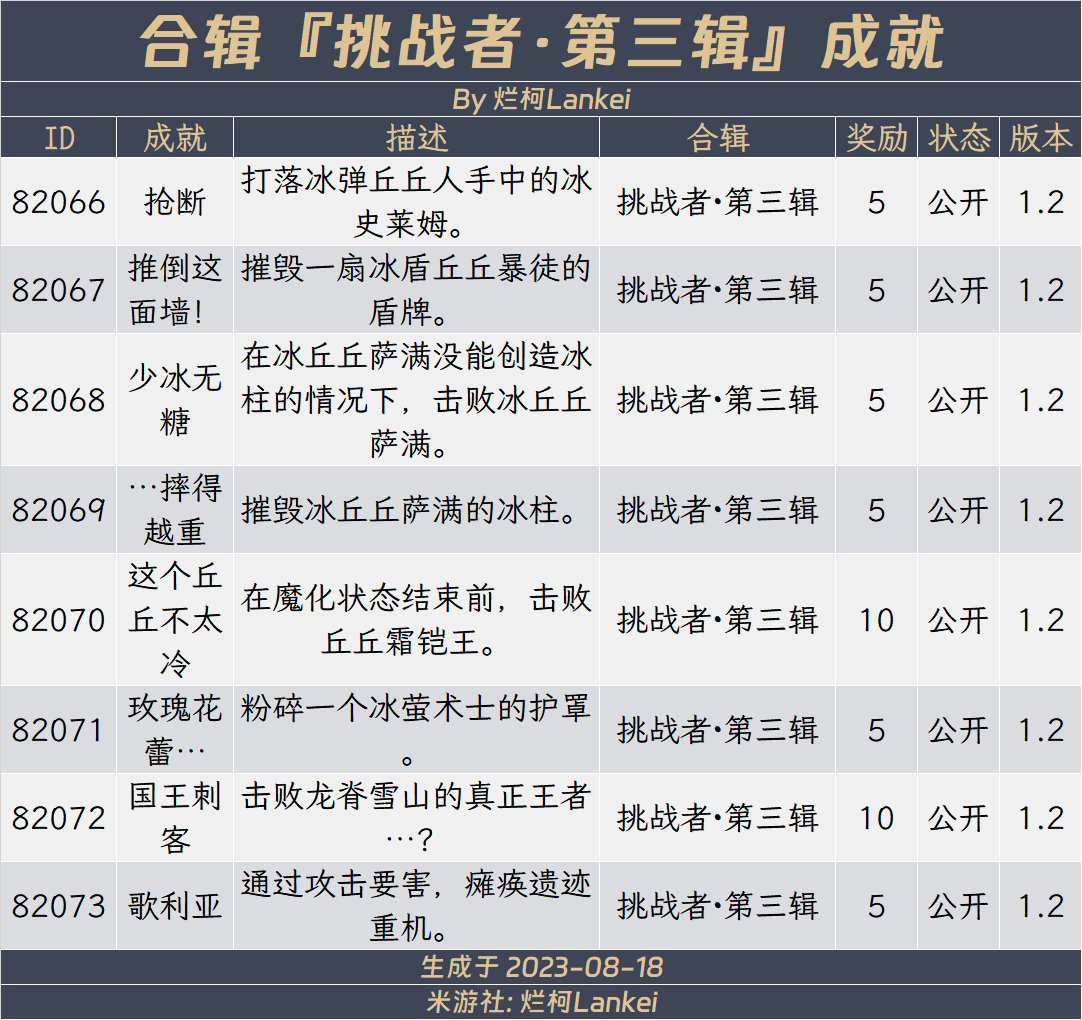 合辑『挑战者·第三辑』成就
By 烂柯Lankei
ID 成就 描述 合辑 奖励 状态 版本
82066 抢断 打落冰弹丘丘人手中的冰
史莱姆。 挑战者·第三辑 5 公开 1.2
82067 推倒这
面墙! 摧毁一扇冰盾丘丘暴徒的
盾牌。 挑战者·第三辑 5 公开 1.2
82068 少冰无
糖 在冰丘丘萨满没能创造冰
柱的情况下，击败冰丘丘
萨满。 挑战者·第三辑 5 公开 1.2
82069 …摔得
越重 摧毁冰丘丘萨满的冰柱。 挑战者·第三辑 5 公开 1.2
82070 这个丘
丘不太
冷 在魔化状态结束前，击败
丘丘霜铠王。 挑战者·第三辑 10 公开 1.2
82071 玫瑰花
蕾… 粉碎一个冰萤术士的护罩
。 挑战者·第三辑 5 公开 1.2
82072 国王刺
客 击败龙脊雪山的真正王者
…? 挑战者·第三辑 10 公开 1.2
82073 歌利亚 通过攻击要害，瘫痪遗迹
重机。 挑战者·第三辑 5 公开 1.2
生成于 2023-08-18
米游社: 烂柯Lankei